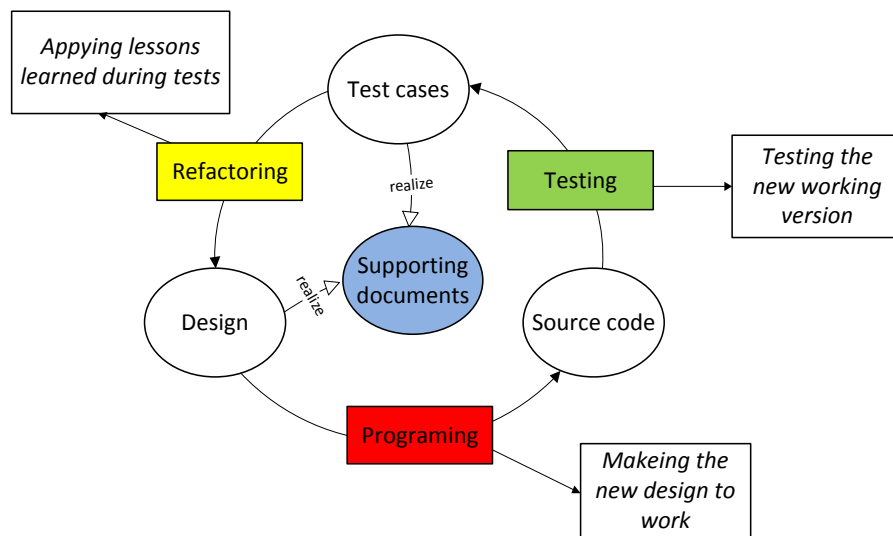 Appying lessons
learned during tests
Test cases
Refactoring
realize
Testing
Testing the
new working
version
Supporting
documents
realize
Design
Source code
Programing
Makeing the
new design to
work